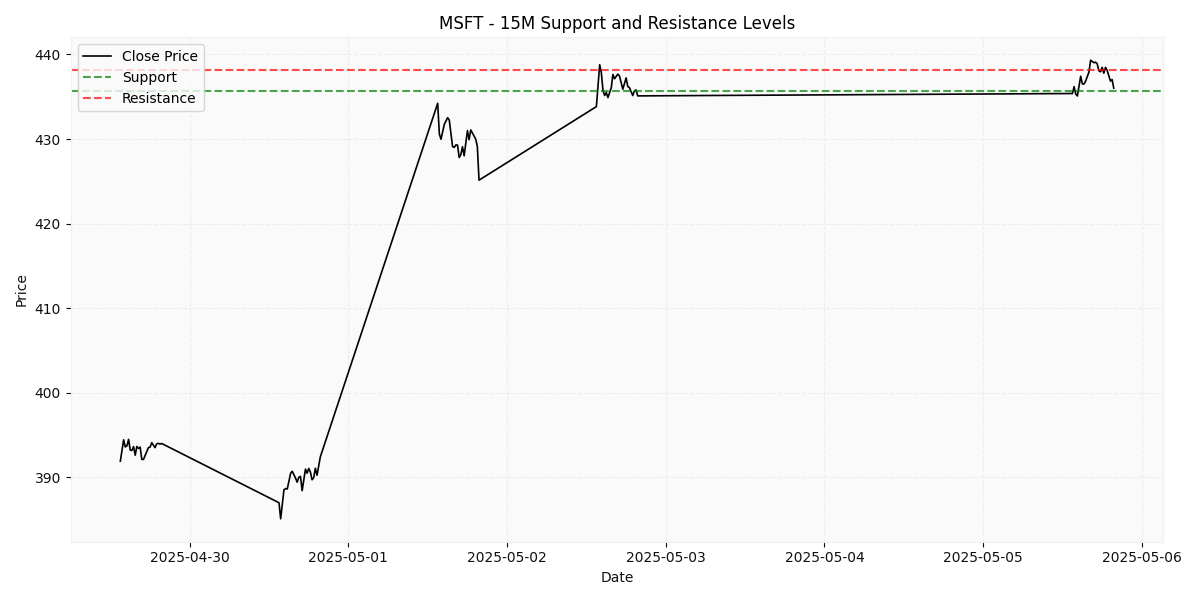 MSFT - 15M Support and Resistance Levels
440
430
420
410
400
390
Price
Close Price
Support
Resistance
2025-04-30
2025-05-01
2025-05-02
2025-05-03
2025-05-04
2025-05-05
2025-05-06
Date